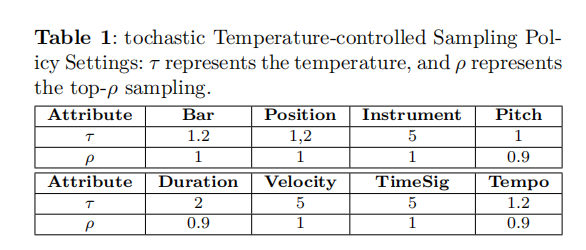 Table 1: tochastic Temperature-controlled Sampling Pol-
icy Settings: τ represents the temperature, and ρ represents
the top-ρ sampling.
Attribute Bar Position Instrument Pitch
τ 1.2 1,2 5 1
ρ 1 1 1 0.9
Attribute Duration Velocity TimeSig Tempo
τ 2 5 5 1.2
ρ 0.9 1 1 0.9